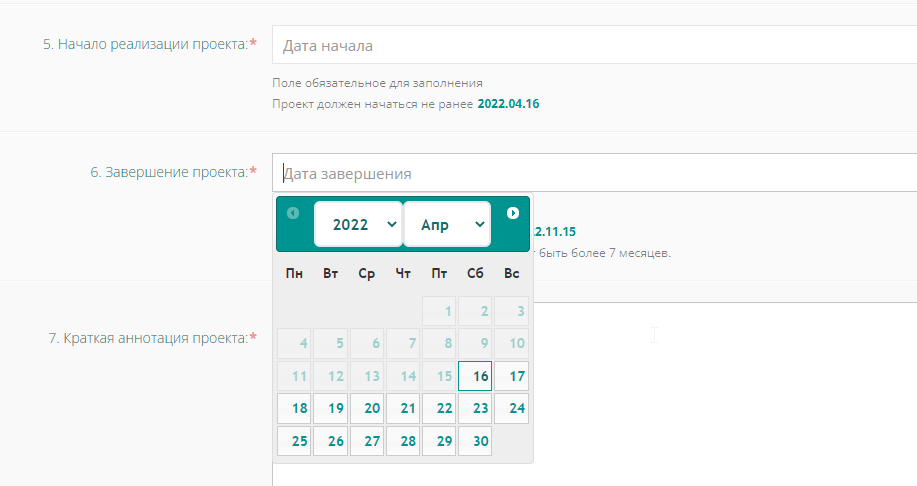 5. Начало реализации проекта:*
Дата начала
Поле обязательное для заполнения
Проект должен начаться не ранее 2022.04.16
6. Завершение проекта:*
Дата завершения
2022 Апр
22.11.15
быть более 7 месяцев.
Пн Вт Ср Чт Пт Сб Вс
1 2 3
4 5 6 7 8 9 10
11 12 13 14 15 16 17
18 19 20 21 22 23 24
25 26 27 28 29 30
7. Краткая аннотация проекта:*